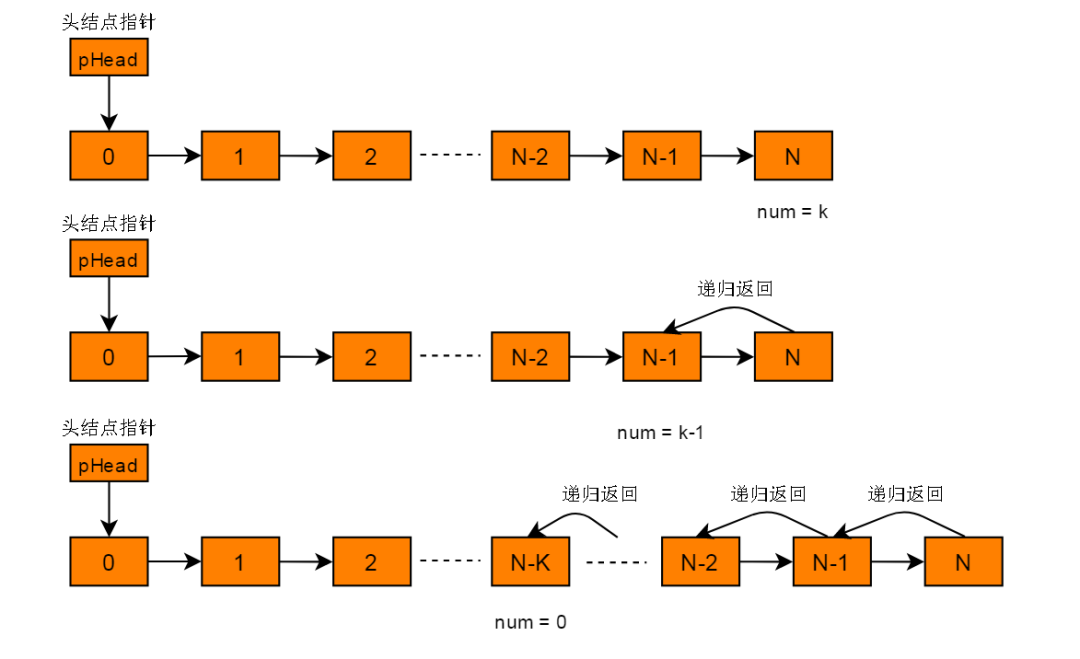 头结点指针
pHead
0 1 2 N-2 N-1 N
num = k
头结点指针
pHead
递归返回
0 1 2 N-2 N-1 N
num = k-1
头结点指针
pHead
递归返回 递归返回 递归返回
0 1 2 N-K N-2 N-1 N
num = 0